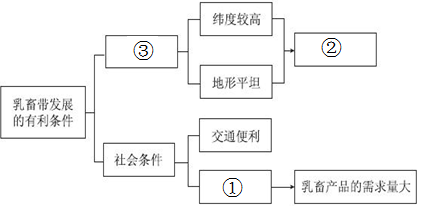 乳畜带发展
的有利条件
③
纬度较高
地形平坦
②
社会条件
交通便利
①
乳畜产品的需求量大